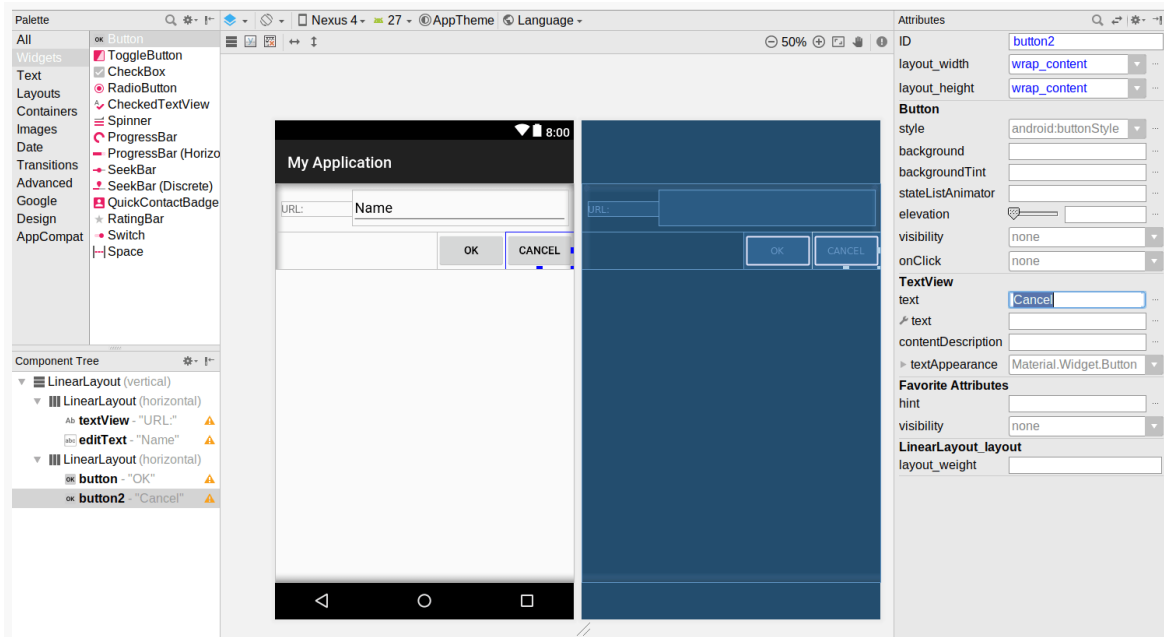 Palette
All
Widgets
Text
Layouts
Containers
Images
Date
Transitions
Advanced
Google
Design
AppCompat
OK Button
ToggleButton
CheckBox
RadioButton
CheckedTextView
Spinner
ProgressBar
ProgressBar (Horizo
SeekBar
SeekBar (Discrete)
QuickContactBadge
RatingBar
Switch
Space
Component Tree
LinearLayout (vertical)
LinearLayout (horizontal)
Ab textView - "URL:"
abc editText - "Name"
LinearLayout (horizontal)
OK button - "OK"
OK button2 - "Cancel"
Nexus 4 27 AppTheme Language
50%
8:00
My Application
URL: Name
OK CANCEL
URL:
OK CANCEL
Attributes
ID button2
layout_width wrap_content
layout_height wrap_content
Button
style android:buttonStyle
background
backgroundTint
stateListAnimator
elevation
visibility none
onClick none
TextView
text Cancel
text
contentDescription
textAppearance Material.Widget.Button
Favorite Attributes
hint
visibility none
LinearLayout_layout
layout_weight